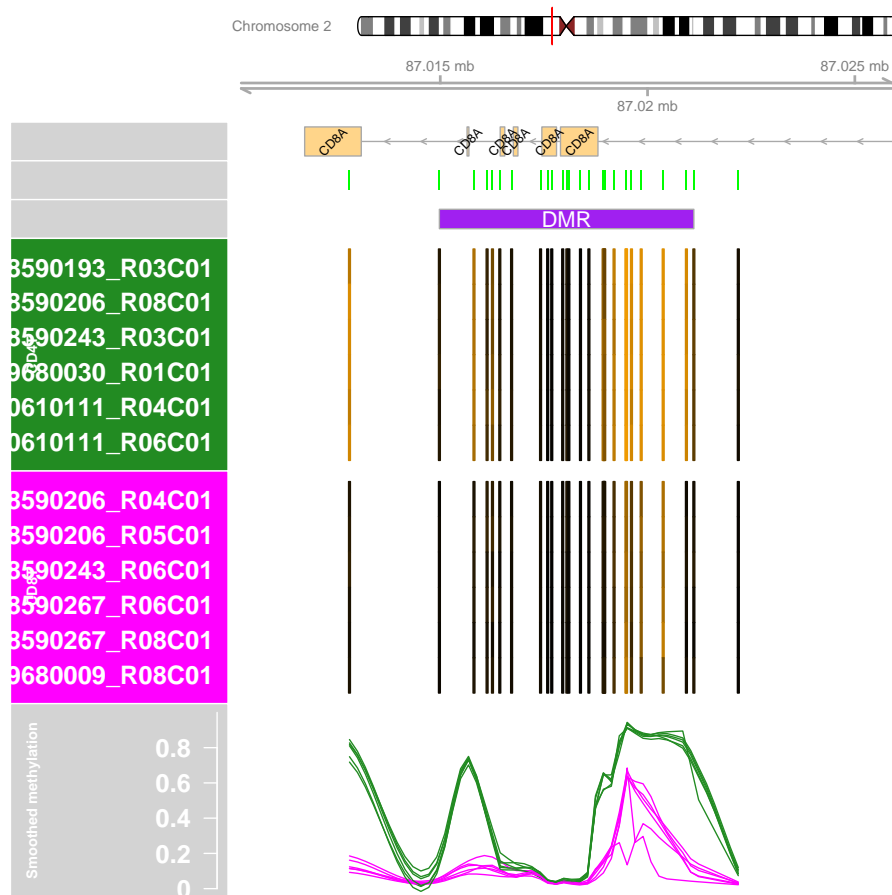 Chromosome 2
87.015 mb
87.025 mb
87.02 mb
CD8A
CD8A
CD8A
CD8A
CD8A
CD8A
DMR
8590193_R03C01
8590206_R08C01
8590243_R03C01
9680030_R01C01
0610111_R04C01
0610111_R06C01
8590206_R04C01
8590206_R05C01
8590243_R06C01
8590267_R06C01
8590267_R08C01
9680009_R08C01
Smoothed methylation
0.8
0.6
0.4
0.2
0